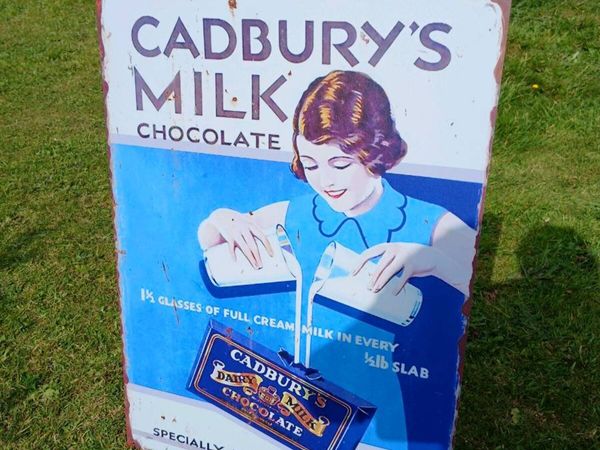 CADBURY'S
MILK
CHOCOLATE
1½ GLASSES OF FULL CREAM MILK IN EVERY
½lb SLAB
CADBURY'S
DAIRY MILK
CHOCOLATE
SPECIALLY